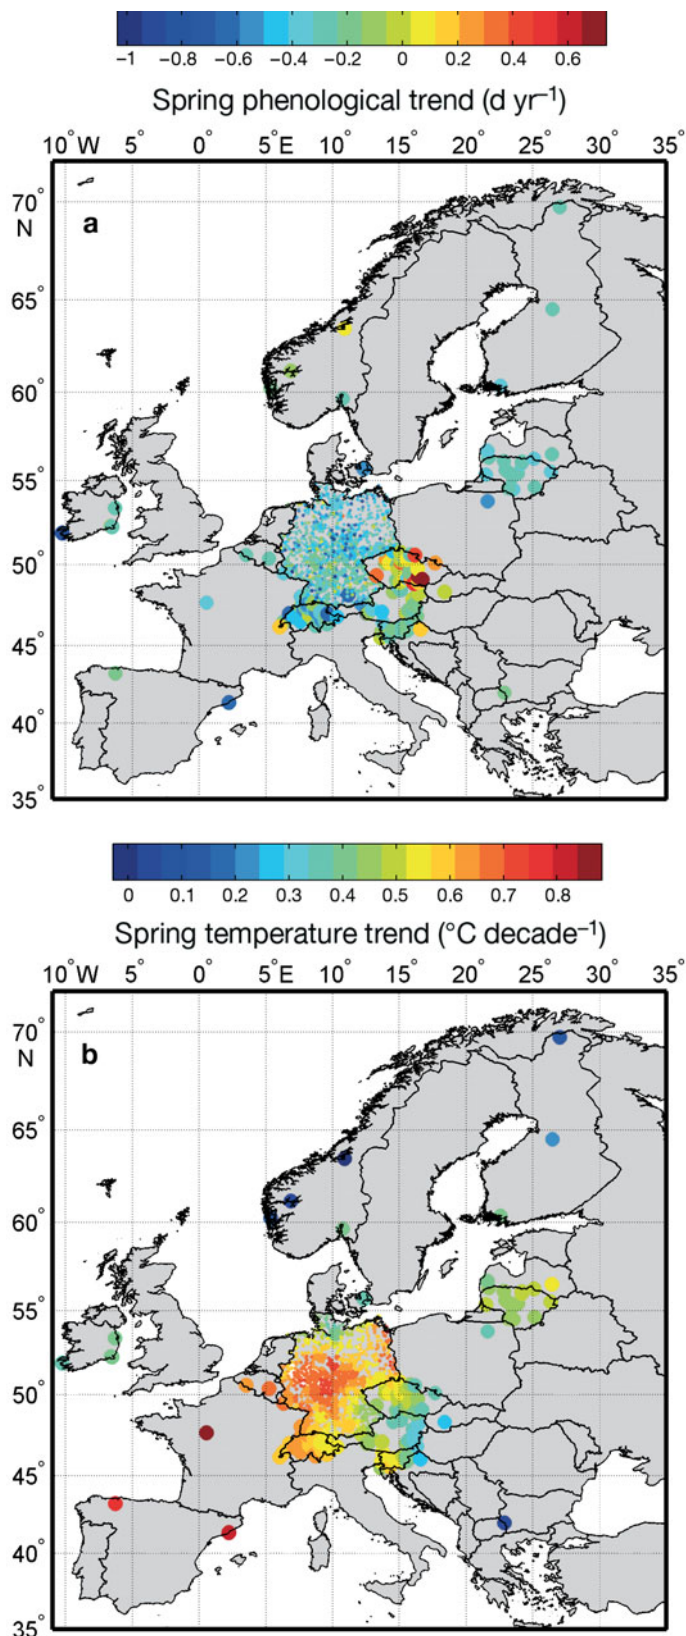 −1 −0.8 −0.6 −0.4 −0.2 0 0.2 0.4 0.6
Spring phenological trend (d yr−1)
10° W 5° 0° 5° E 10° 15° 20° 25° 30° 35°
70°
N
a
65°
60°
55°
50°
45°
40°
35°
0 0.1 0.2 0.3 0.4 0.5 0.6 0.7 0.8
Spring temperature trend (°C decade−1)
10° W 5° 0° 5° E 10° 15° 20° 25° 30° 35°
70°
N
b
65°
60°
55°
50°
45°
40°
35°